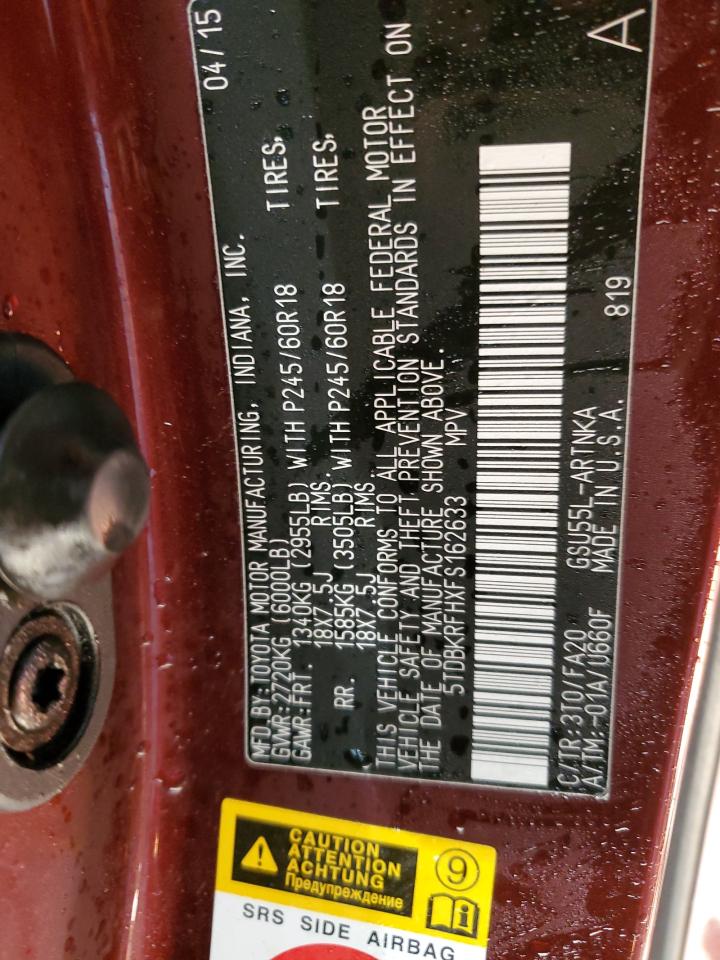 MFD BY:TOYOTA MOTOR MANUFACTURING, INDIANA, INC. 04/15
GVWR:2720KG (6000LB)
GAWR:FRT. 1340KG (2955LB) WITH P245/60R18 TIRES,
18X7.5J RIMS,
RR. 1585KG (3505LB) WITH P245/60R18 TIRES,
18X7.5J RIMS.
THIS VEHICLE CONFORMS TO ALL APPLICABLE FEDERAL MOTOR
VEHICLE SAFETY AND THEFT PREVENTION STANDARDS IN EFFECT ON
THE DATE OF MANUFACTURE SHOWN ABOVE.
5TDBKRFHXFS162633 MPV
C/TR:3T0/FA20 GSU55L-ARTNKA 819 A
A/TM:-01A/U660F MADE IN U.S.A.
CAUTION
ATTENTION
ACHTUNG
Предупреждение
9
SRS SIDE AIRBAG